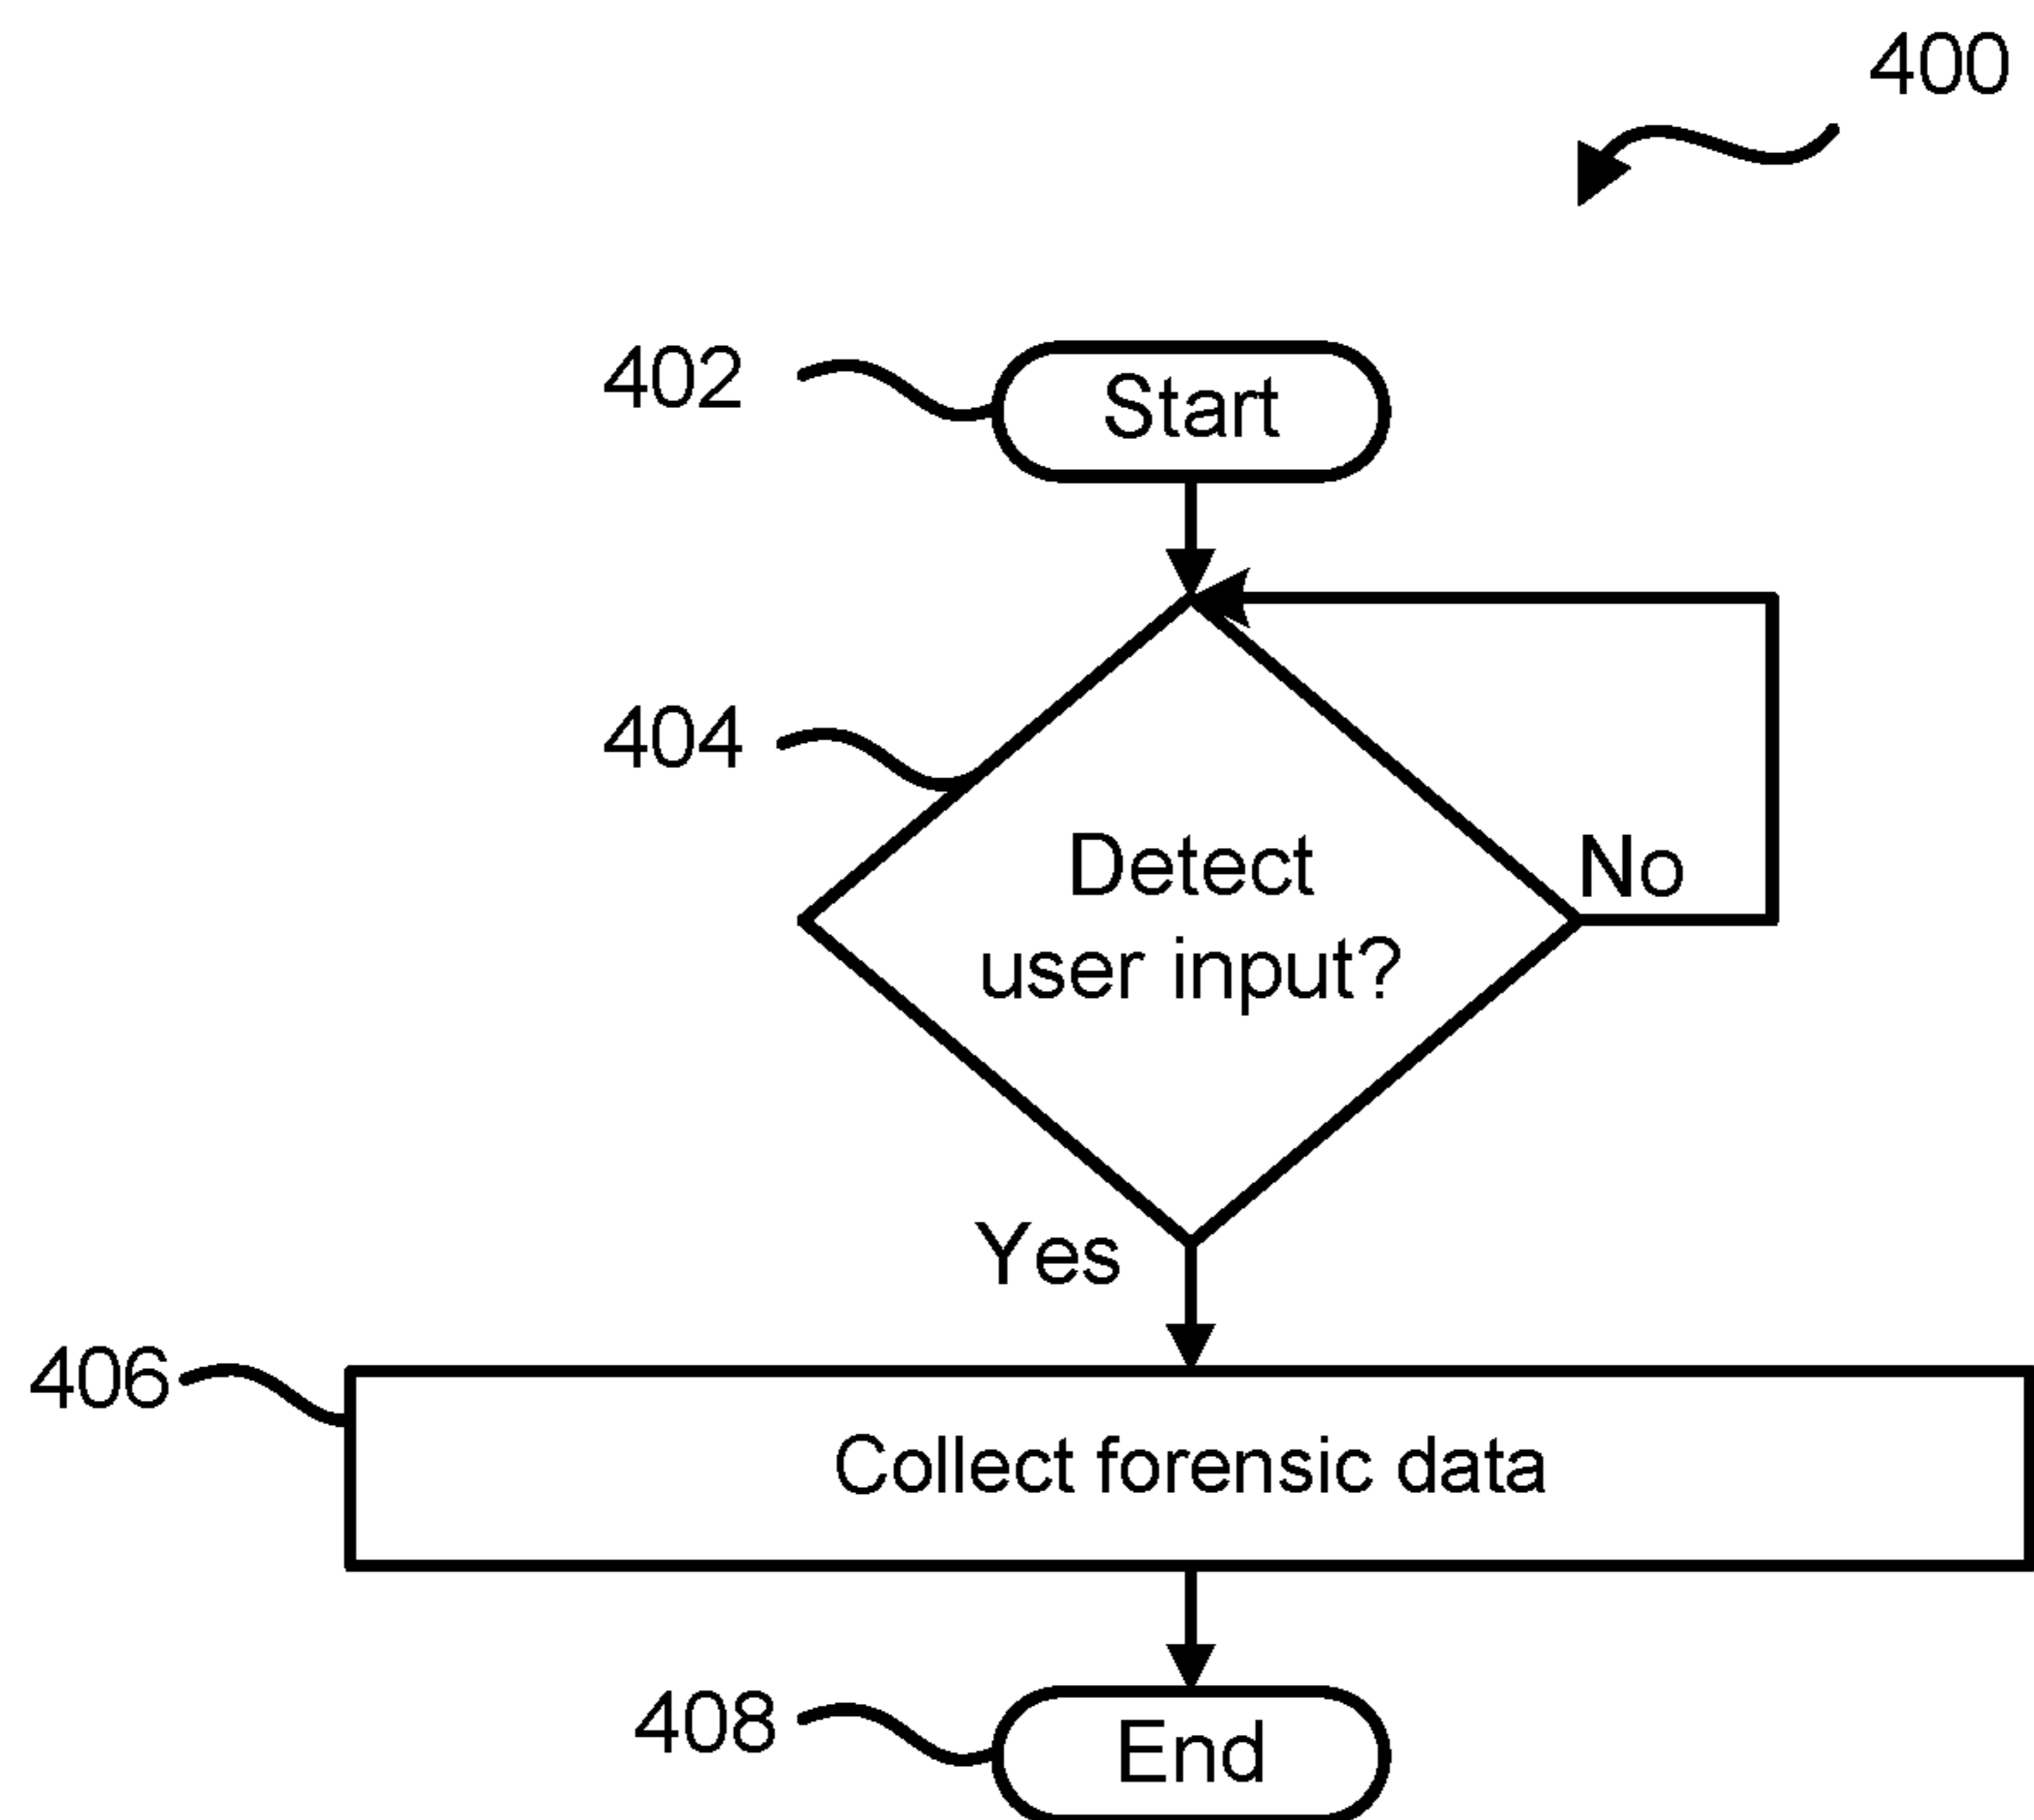 400
402
Start
404
Detect
user input?
No
Yes
406
Collect forensic data
408
End